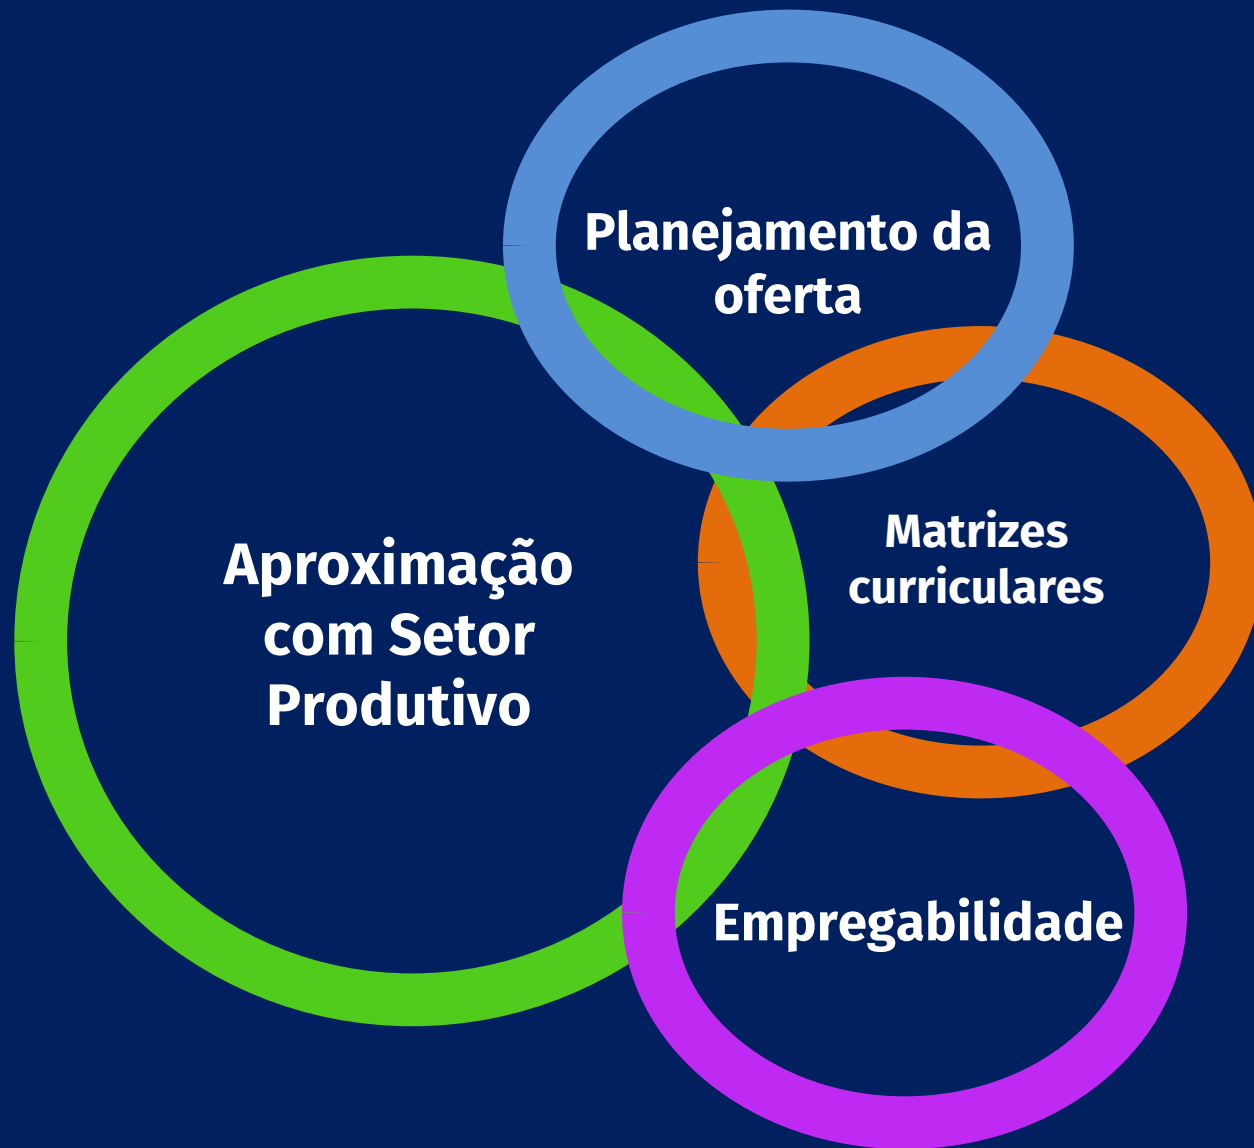 Planejamento da
oferta
Matrizes
curriculares
Aproximação
com Setor
Produtivo
Empregabilidade